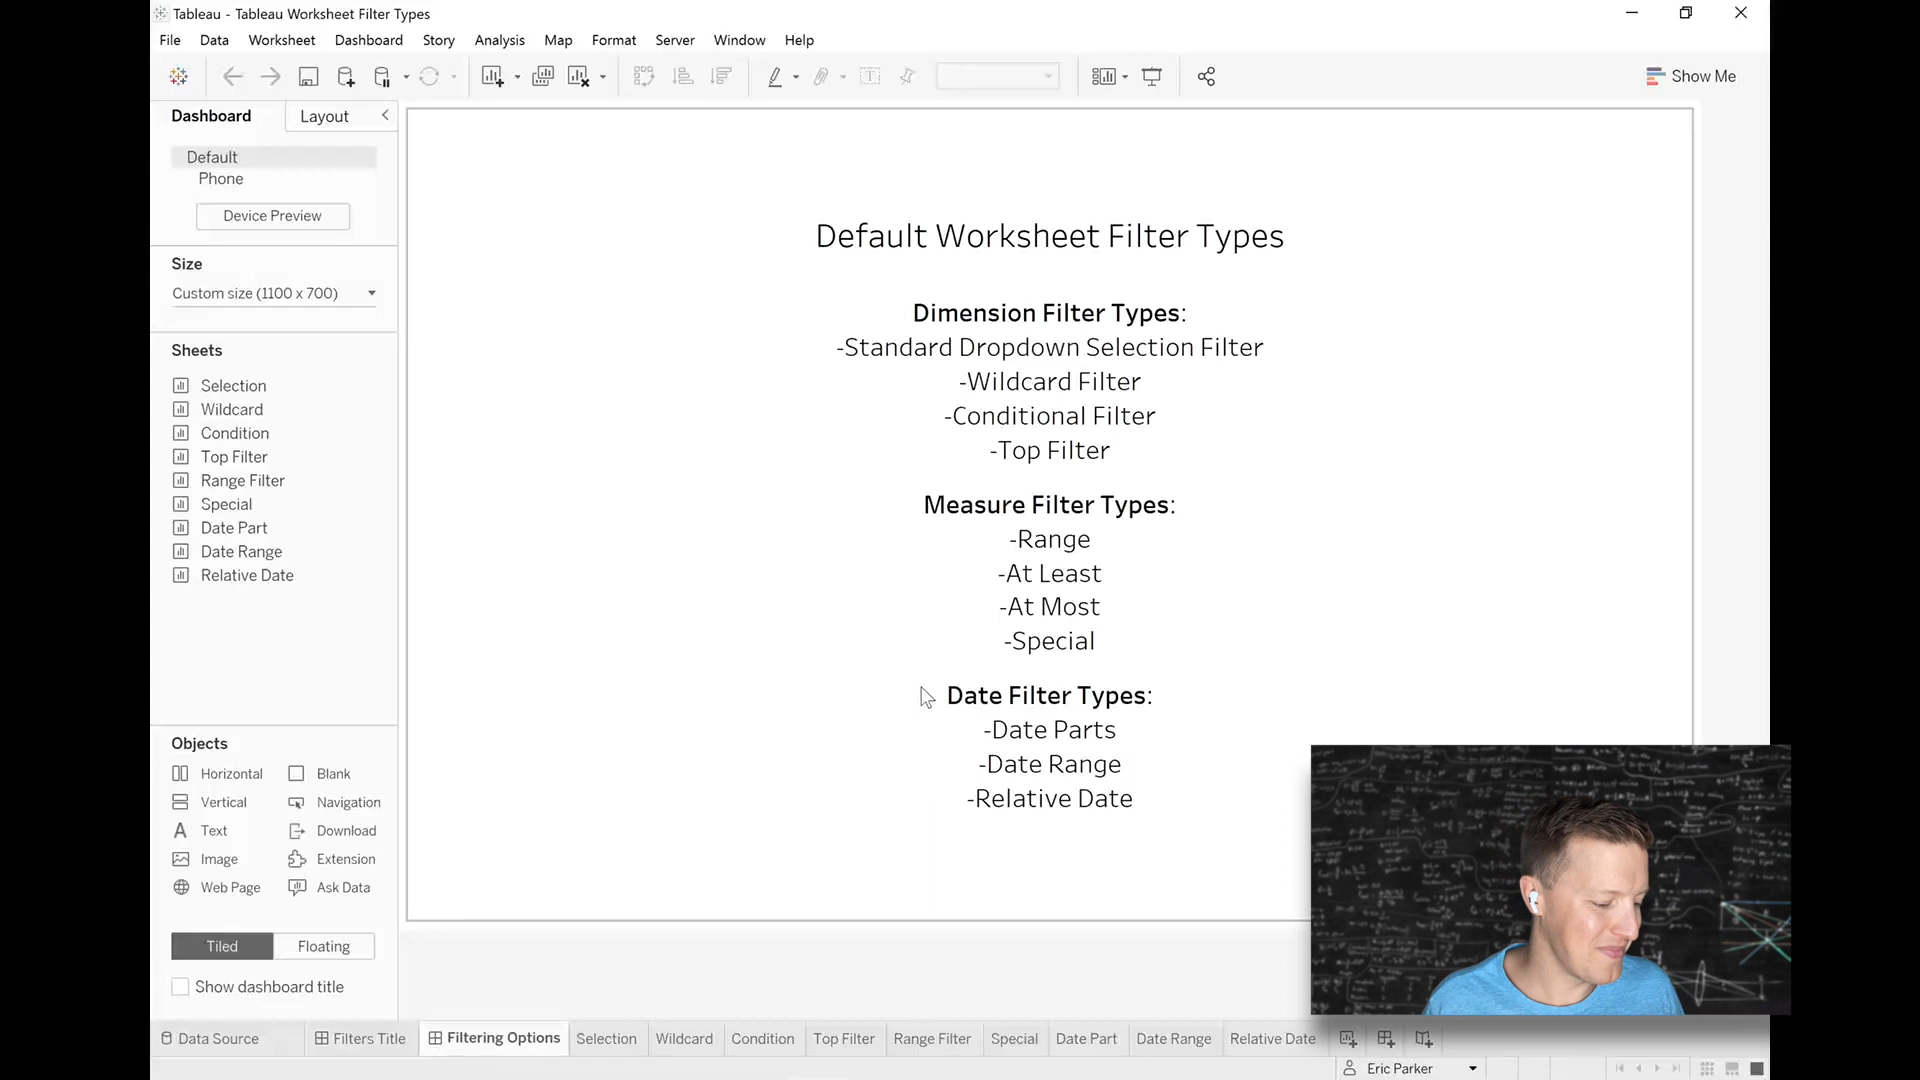 Tableau - Tableau Worksheet Filter Types
File Data Worksheet Dashboard Story Analysis Map Format Server Window Help
Show Me
Dashboard Layout
Default
Phone
Device Preview
Size
Custom size (1100 x 700)
Sheets
Selection
Wildcard
Condition
Top Filter
Range Filter
Special
Date Part
Date Range
Relative Date
Objects
Horizontal Blank
Vertical Navigation
Text Download
Image Extension
Web Page Ask Data
Tiled Floating
Show dashboard title
Default Worksheet Filter Types
Dimension Filter Types:
-Standard Dropdown Selection Filter
-Wildcard Filter
-Conditional Filter
-Top Filter
Measure Filter Types:
-Range
-At Least
-At Most
-Special
Date Filter Types:
-Date Parts
-Date Range
-Relative Date
Data Source Filters Title Filtering Options Selection Wildcard Condition Top Filter Range Filter Special Date Part Date Range Relative Date
Eric Parker